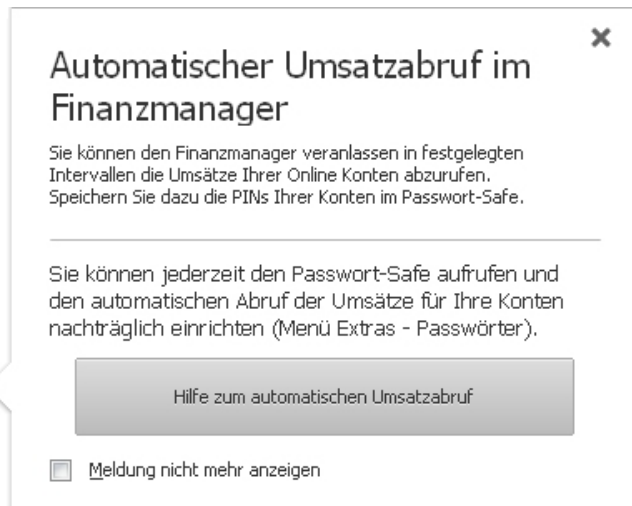 Automatischer Umsatzabruf im
Finanzmanager
Sie können den Finanzmanager veranlassen in festgelegten
Intervallen die Umsätze Ihrer Online Konten abzurufen.
Speichern Sie dazu die PINs Ihrer Konten im Passwort-Safe.
Sie können jederzeit den Passwort-Safe aufrufen und
den automatischen Abruf der Umsätze für Ihre Konten
nachträglich einrichten (Menü Extras - Passwörter).
Hilfe zum automatischen Umsatzabruf
Meldung nicht mehr anzeigen